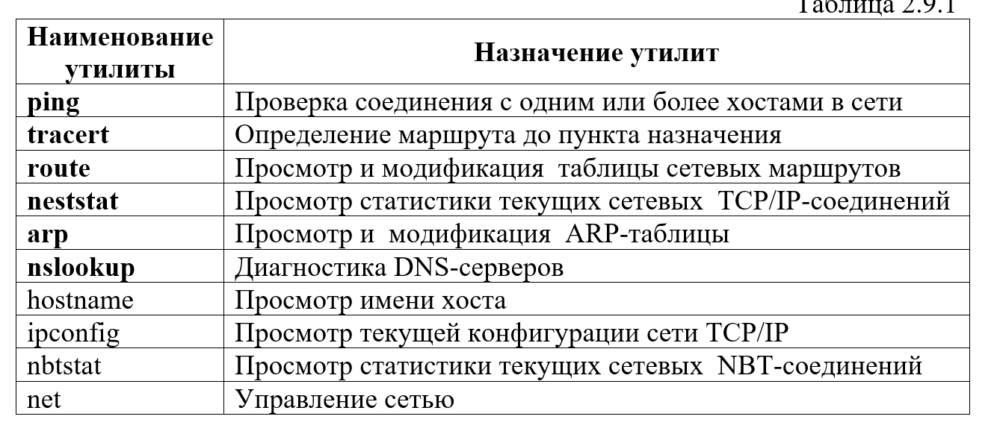 Таблица 2.9.1
Наименование
утилиты
Назначение утилит
ping Проверка соединения с одним или более хостами в сети
tracert Определение маршрута до пункта назначения
route Просмотр и модификация таблицы сетевых маршрутов
neststat Просмотр статистики текущих сетевых TCP/IP-соединений
arp Просмотр и модификация ARP-таблицы
nslookup Диагностика DNS-серверов
hostname Просмотр имени хоста
ipconfig Просмотр текущей конфигурации сети TCP/IP
nbtstat Просмотр статистики текущих сетевых NBT-соединений
net Управление сетью